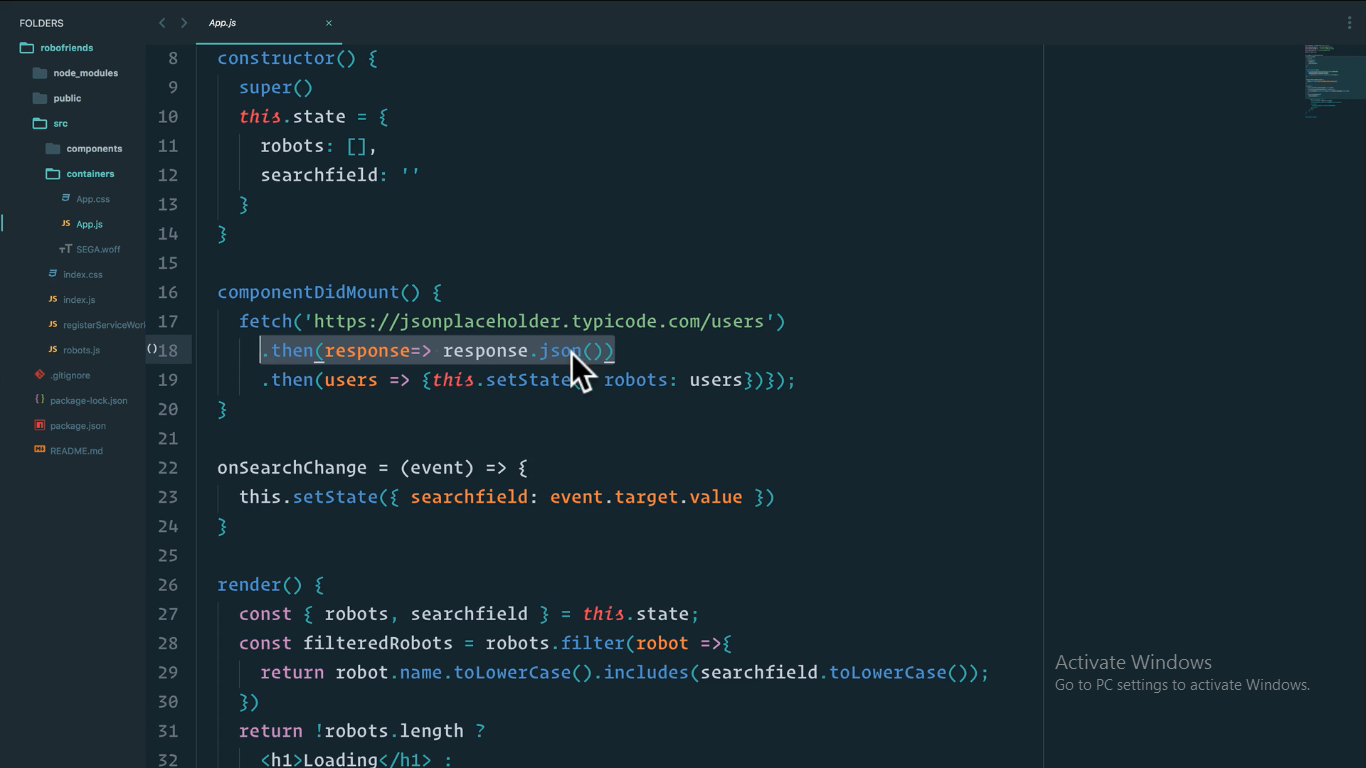 FOLDERS
robofriends
node_modules
public
src
components
containers
App.css
JS App.js
SEGA.woff
index.css
JS index.js
JS registerServiceWorl
JS robots.js
.gitignore
package-lock.json
package.json
README.md
App.js ×
8 constructor() {
9 super()
10 this.state = {
11 robots: [],
12 searchfield: ''
13 }
14 }
15
16 componentDidMount() {
17 fetch('https://jsonplaceholder.typicode.com/users')
18 .then(response=> response.json())
19 .then(users => {this.setState robots: users})});
20 }
21
22 onSearchChange = (event) => {
23 this.setState({ searchfield: event.target.value })
24 }
25
26 render() {
27 const { robots, searchfield } = this.state;
28 const filteredRobots = robots.filter(robot =>{
29 return robot.name.toLowerCase().includes(searchfield.toLowerCase());
30 })
31 return !robots.length ?
32 <h1>Loading</h1> :
Activate Windows
Go to PC settings to activate Windows.